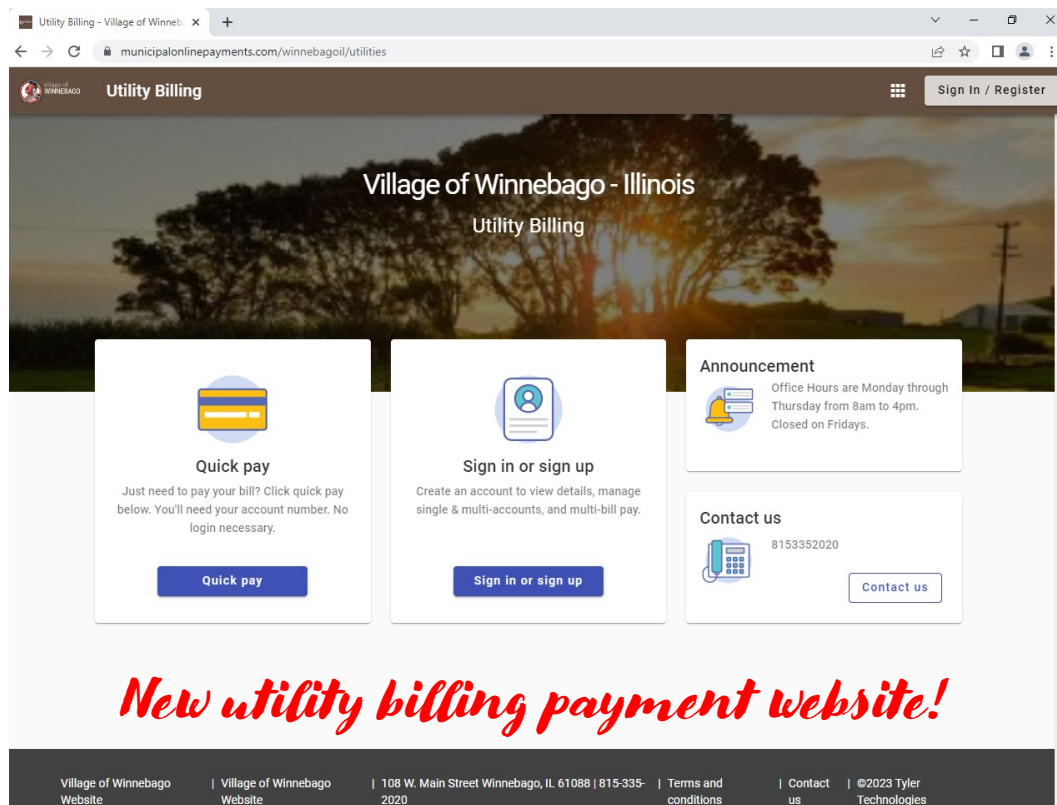 Utility Billing - Village of Winneb
municipalonlinepayments.com/winnebagoil/utilities
Village of
WINNEBAGO
Utility Billing
Sign In / Register
Village of Winnebago - Illinois
Utility Billing
Quick pay
Just need to pay your bill? Click quick pay
below. You'll need your account number. No
login necessary.
Quick pay
Sign in or sign up
Create an account to view details, manage
single & multi-accounts, and multi-bill pay.
Sign in or sign up
Announcement
Office Hours are Monday through
Thursday from 8am to 4pm.
Closed on Fridays.
Contact us
8153352020
Contact us
New utility billing payment website!
Village of Winnebago
Website
| Village of Winnebago
Website
| 108 W. Main Street Winnebago, IL 61088 | 815-335-
2020
| Terms and
conditions
| Contact
us
| ©2023 Tyler
Technologies